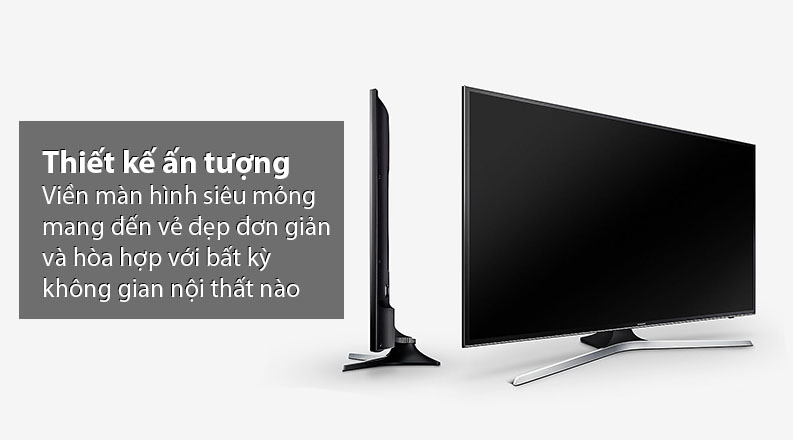 Thiết kế ấn tượng
Viền màn hình siêu mỏng
mang đến vẻ đẹp đơn giản
và hòa hợp với bất kỳ
không gian nội thất nào